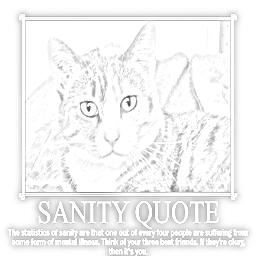 SANITY QUOTE
The statistics of sanity are that one out of every four people are suffering from
some form of mental illness. Think of your three best friends. If they're okay,
then it's you.